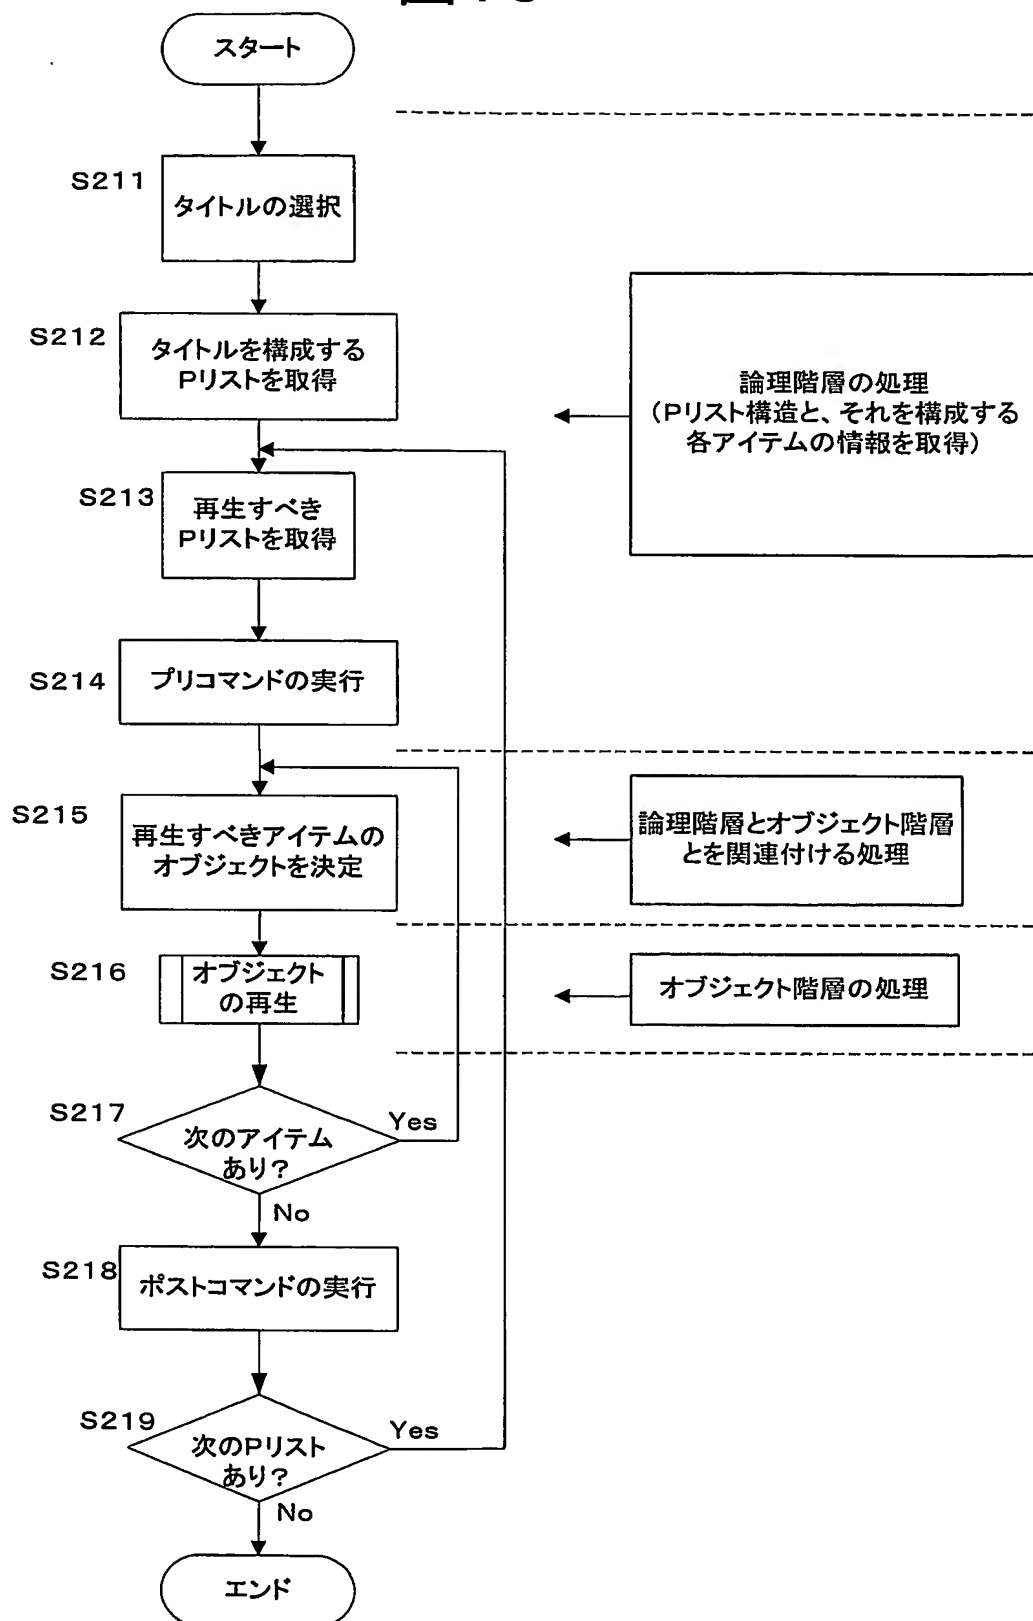 スタート
S211
タイトルの選択
S212
タイトルを構成する
Pリストを取得
論理階層の処理
(Pリスト構造と、それを構成する
各アイテムの情報を取得)
S213
再生すべき
Pリストを取得
S214
プリコマンドの実行
S215
再生すべきアイテムの
オブジェクトを決定
論理階層とオブジェクト階層
とを関連付ける処理
S216
オブジェクト
の再生
オブジェクト階層の処理
S217
次のアイテム
あり?
Yes
No
S218
ポストコマンドの実行
S219
次のPリスト
あり?
Yes
No
エンド